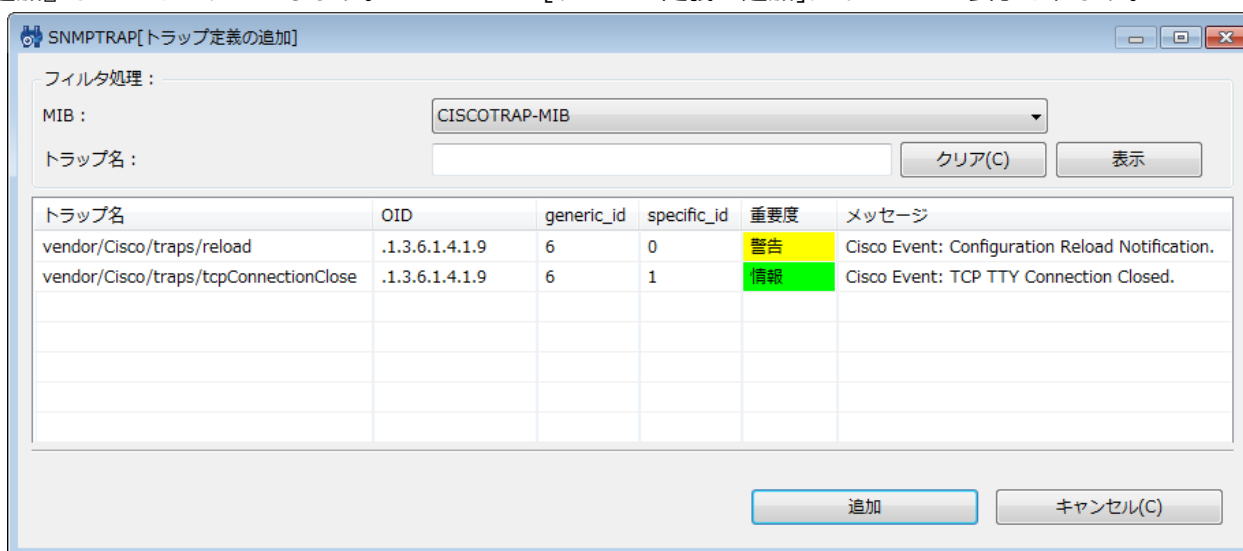 SNMPTRAP[トラップ定義の追加]
フィルタ処理：
MIB： CISCOTRAP-MIB
トラップ名： クリア(C) 表示
トラップ名 OID generic_id specific_id 重要度 メッセージ
vendor/Cisco/traps/reload .1.3.6.1.4.1.9 6 0 警告 Cisco Event: Configuration Reload Notification.
vendor/Cisco/traps/tcpConnectionClose .1.3.6.1.4.1.9 6 1 情報 Cisco Event: TCP TTY Connection Closed.
追加 キャンセル(C)